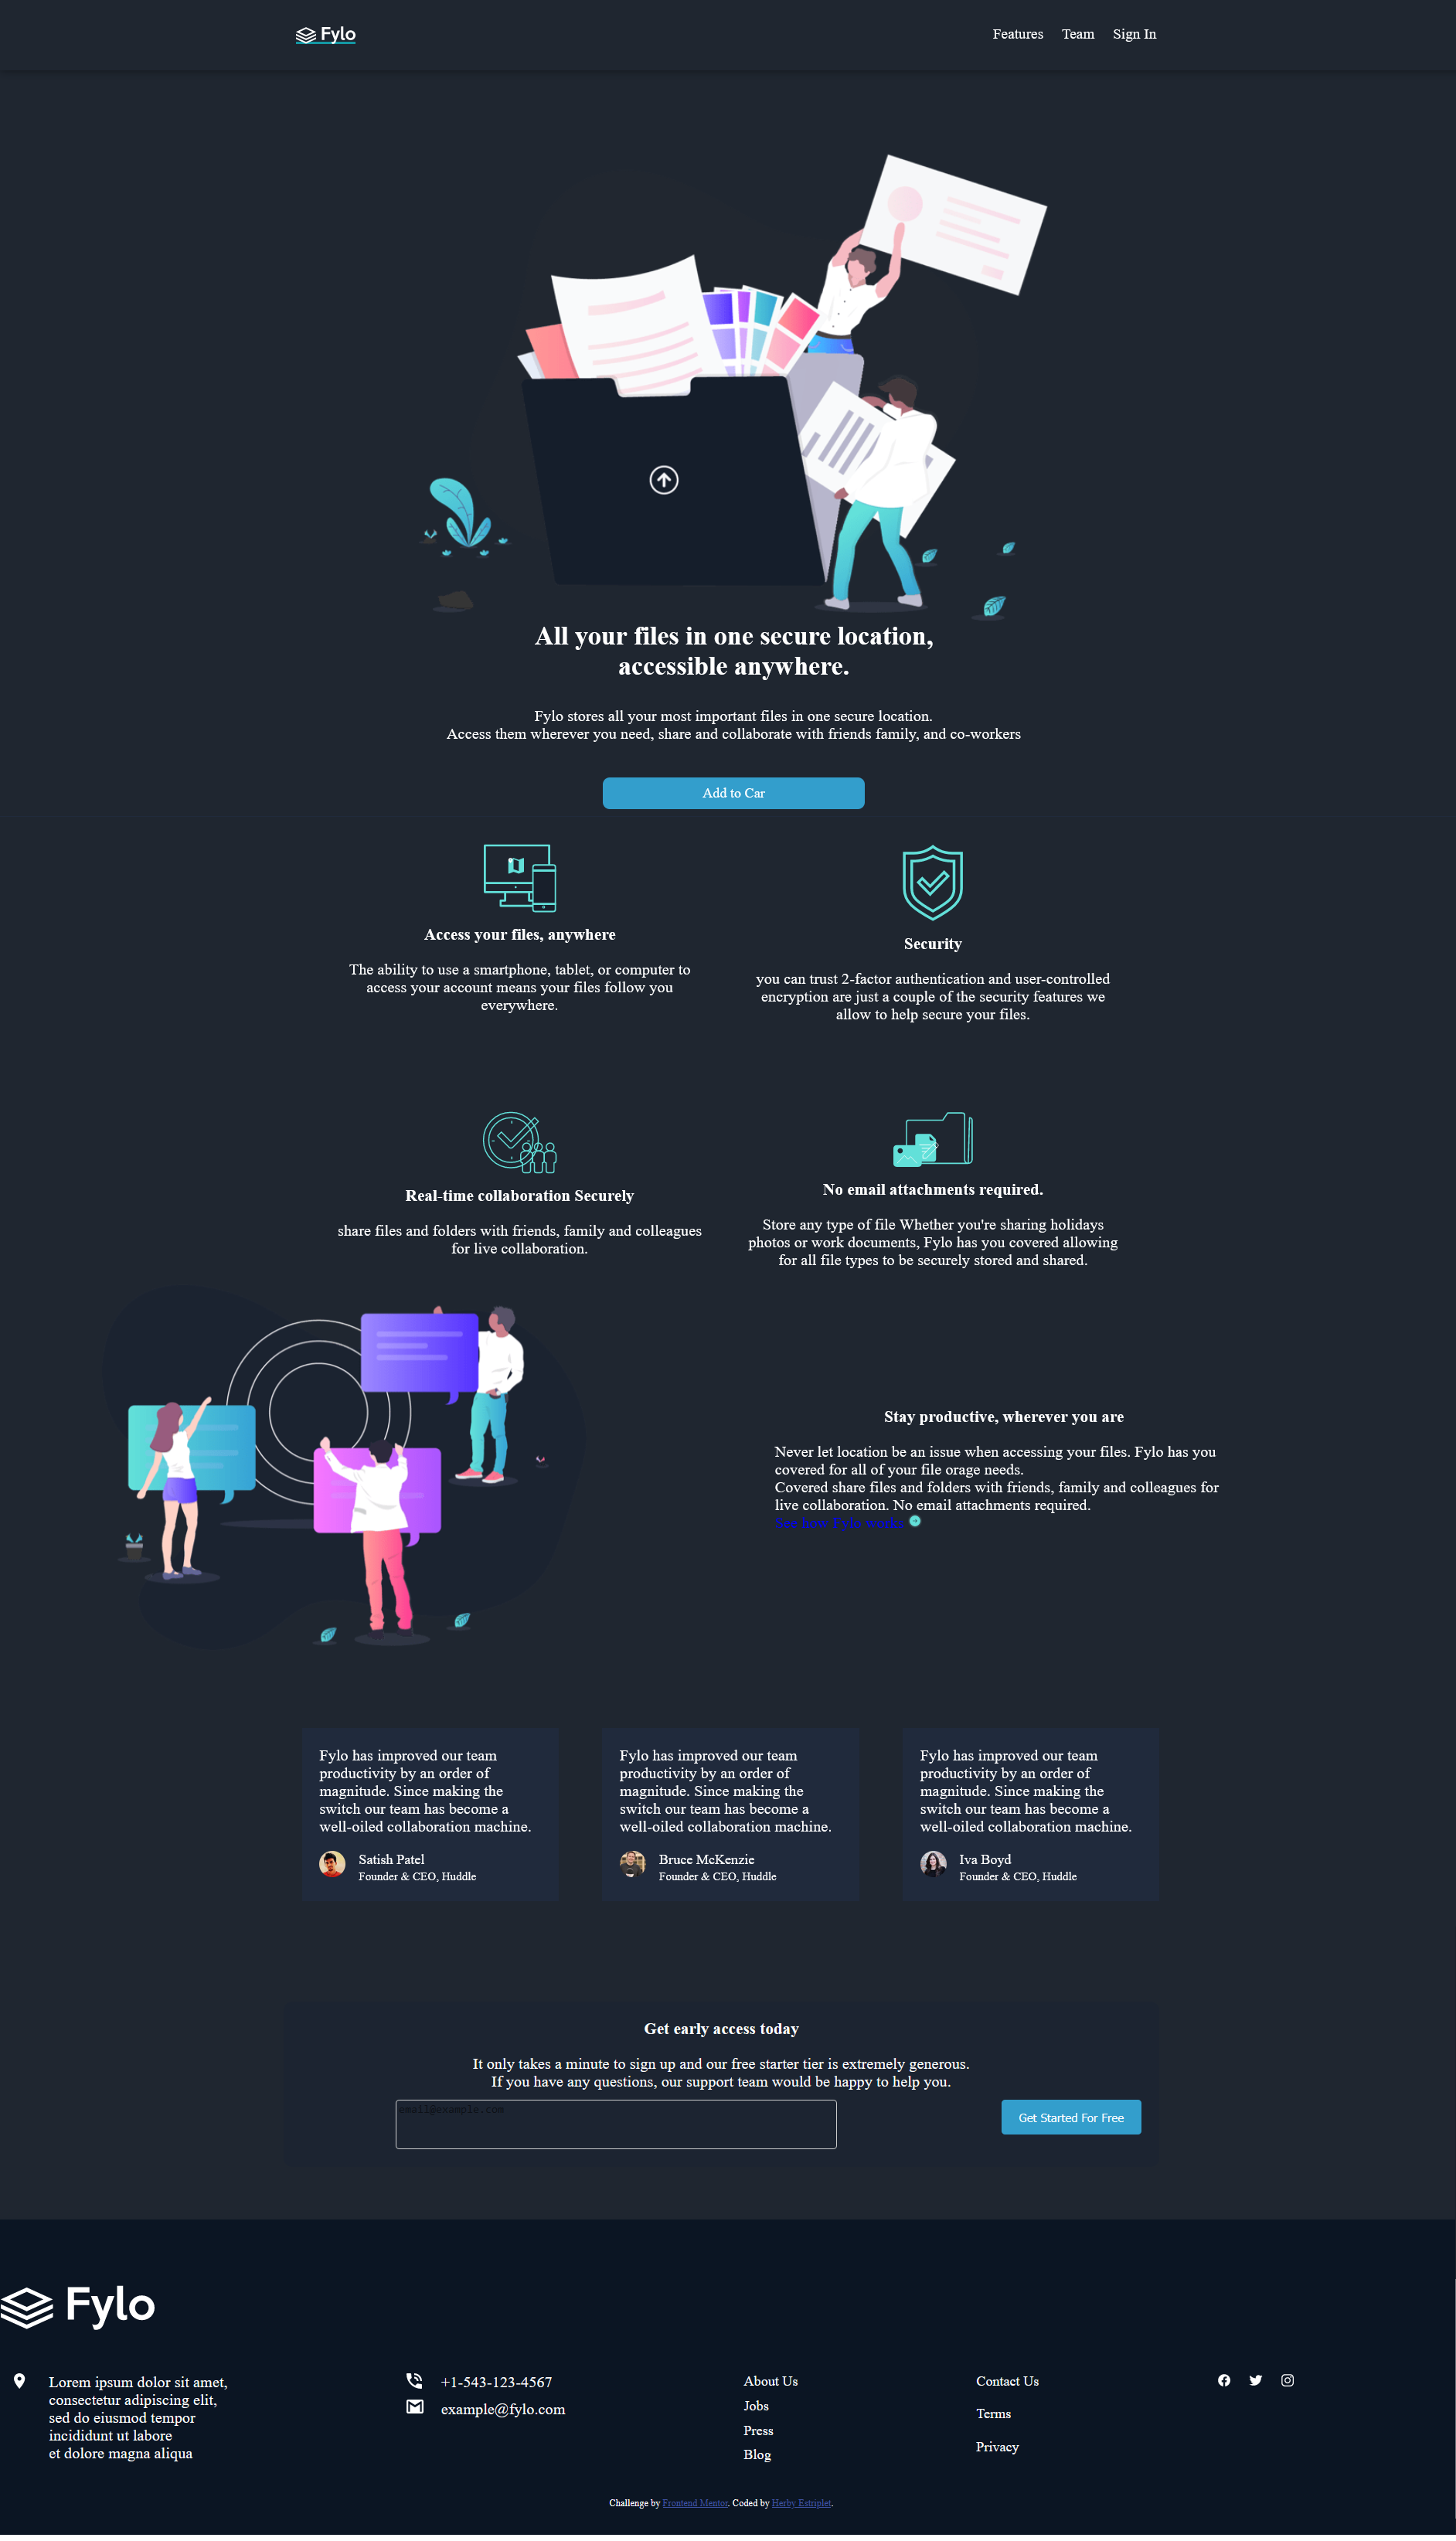 Fylo
Features Team Sign In
All your files in one secure location,
accessible anywhere.
Fylo stores all your most important files in one secure location.
Access them wherever you need, share and collaborate with friends family, and co-workers
Add to Car
Access your files, anywhere
The ability to use a smartphone, tablet, or computer to
access your account means your files follow you
everywhere.
Security
you can trust 2-factor authentication and user-controlled
encryption are just a couple of the security features we
allow to help secure your files.
Real-time collaboration Securely
share files and folders with friends, family and colleagues
for live collaboration.
No email attachments required.
Store any type of file Whether you're sharing holidays
photos or work documents, Fylo has you covered allowing
for all file types to be securely stored and shared.
Stay productive, wherever you are
Never let location be an issue when accessing your files. Fylo has you
covered for all of your file orage needs.
Covered share files and folders with friends, family and colleagues for
live collaboration. No email attachments required.
See how Fylo works
Fylo has improved our team
productivity by an order of
magnitude. Since making the
switch our team has become a
well-oiled collaboration machine.
Satish Patel
Founder & CEO, Huddle
Fylo has improved our team
productivity by an order of
magnitude. Since making the
switch our team has become a
well-oiled collaboration machine.
Bruce McKenzie
Founder & CEO, Huddle
Fylo has improved our team
productivity by an order of
magnitude. Since making the
switch our team has become a
well-oiled collaboration machine.
Iva Boyd
Founder & CEO, Huddle
Get early access today
It only takes a minute to sign up and our free starter tier is extremely generous.
If you have any questions, our support team would be happy to help you.
email@example.com
Get Started For Free
Fylo
Lorem ipsum dolor sit amet,
consectetur adipiscing elit,
sed do eiusmod tempor
incididunt ut labore
et dolore magna aliqua
+1-543-123-4567
example@fylo.com
About Us
Jobs
Press
Blog
Contact Us
Terms
Privacy
Challenge by Frontend Mentor. Coded by Herby Estriplet.